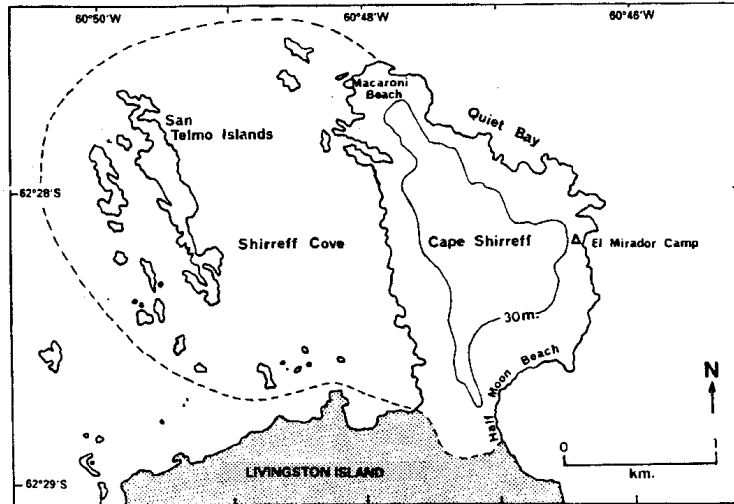 60°50'W
60°48'W
60°46'W
Macaroni
Beach
San
Telmo Islands
Quiet Bay
62°28'S
Shirreff Cove
Cape Shirreff
El Mirador Camp
30m.
Half Moon Beach
N
0 1
km.
LIVINGSTON ISLAND
62°29'S